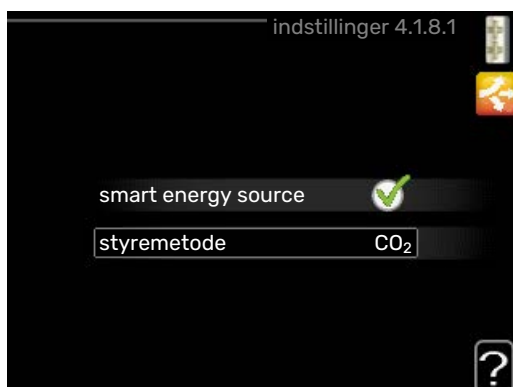 indstillinger 4.1.8.1
smart energy source
styremetode CO₂
?